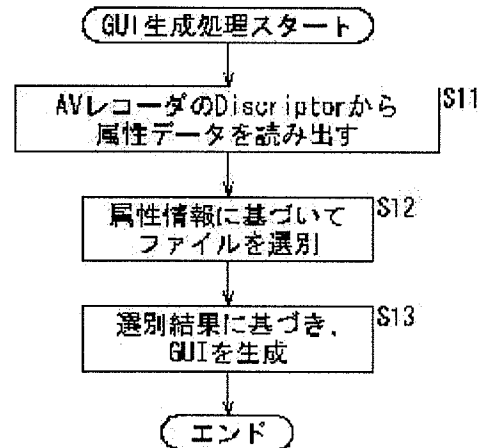 GUI生成処理スタート
AVレコーダのDiscriptorから
属性データを読み出す
S11
属性情報に基づいて
ファイルを選別
S12
選別結果に基づき、
GUIを生成
S13
エンド